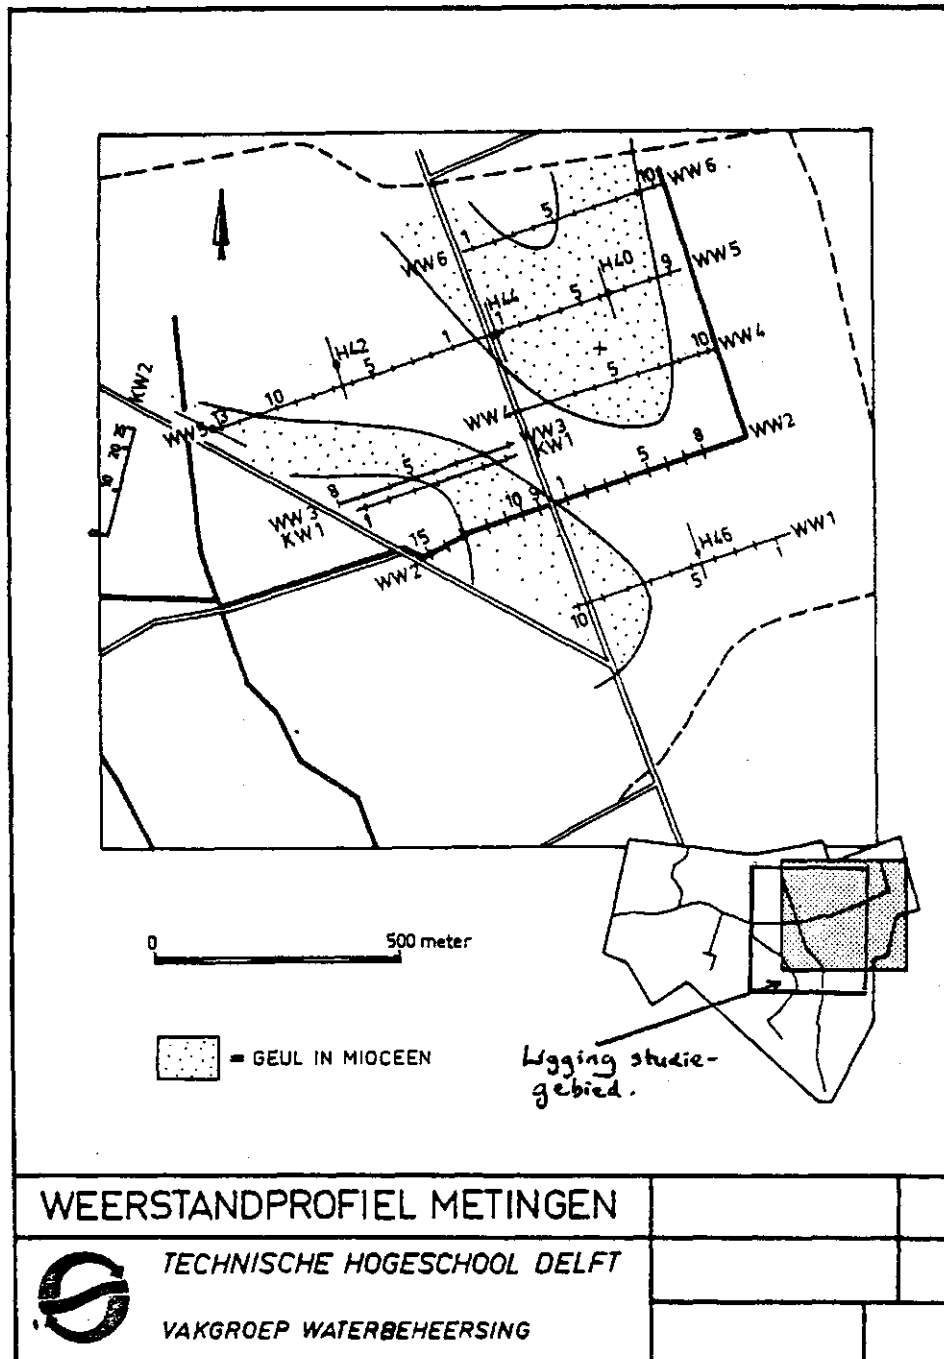 10
WW6
5
1
WW6
9
WW5
H40
5
H44
1
1
10
WW4
H42
5
5
10
KW2
13
WW5
WW4
WW3
KW1
WW2
8
5
5
8
1
9
10
WW3
KW1
1
15
WW2
H46
WW1
1
5
10
20
10
0
0
500 meter
= GEUL IN MIOCEEN
Ligging studie-
gebied.
WEERSTANDPROFIEL METINGEN
TECHNISCHE HOGESCHOOL DELFT
VAKGROEP WATERBEHEERSING